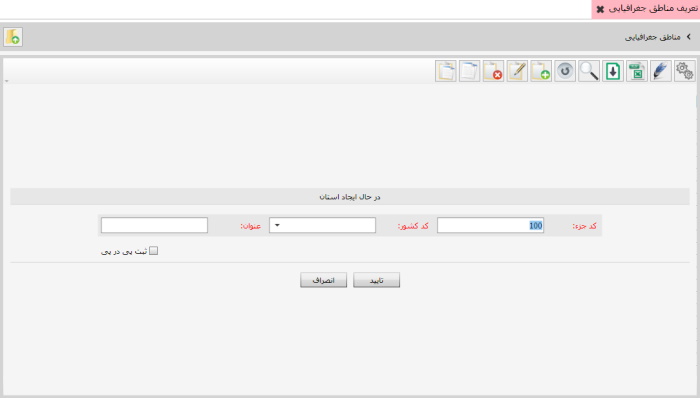 تعریف مناطق جغرافیایی
مناطق جغرافیایی
در حال ایجاد استان
کد جزء: 100 کد کشور: عنوان:
ثبت پی در پی
تایید انصراف